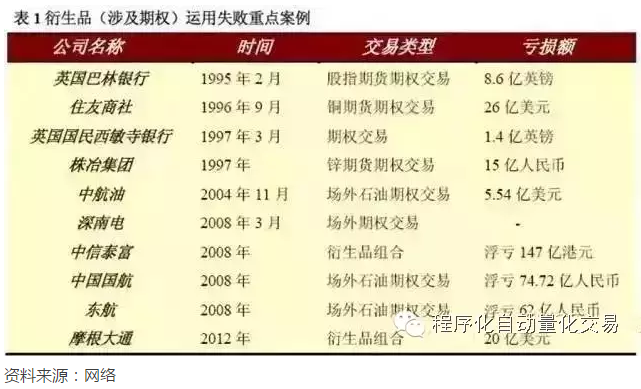 表 1 衍生品（涉及期权）运用失败重点案例
公司名称 时间 交易类型 亏损额
英国巴林银行 1995 年 2 月 股指期货期权交易 8.6 亿英镑
住友商社 1996 年 9 月 铜期货期权交易 26 亿美元
英国国民西敏寺银行 1997 年 3 月 期权交易 1.4 亿英镑
株冶集团 1997 年 锌期货期权交易 15 亿人民币
中航油 2004 年 11 月 场外石油期权交易 5.54 亿美元
深南电 2008 年 3 月 场外期权交易 -
中信泰富 2008 年 衍生品组合 浮亏 147 亿港元
中国国航 2008 年 场外石油期权交易 浮亏 74.72 亿人民币
东航 2008 年 场外石油期权交易 浮亏 62 亿人民币
程序化自动量化交易
摩根大通 2012 年 衍生品组合 20 亿美元
资料来源：网络